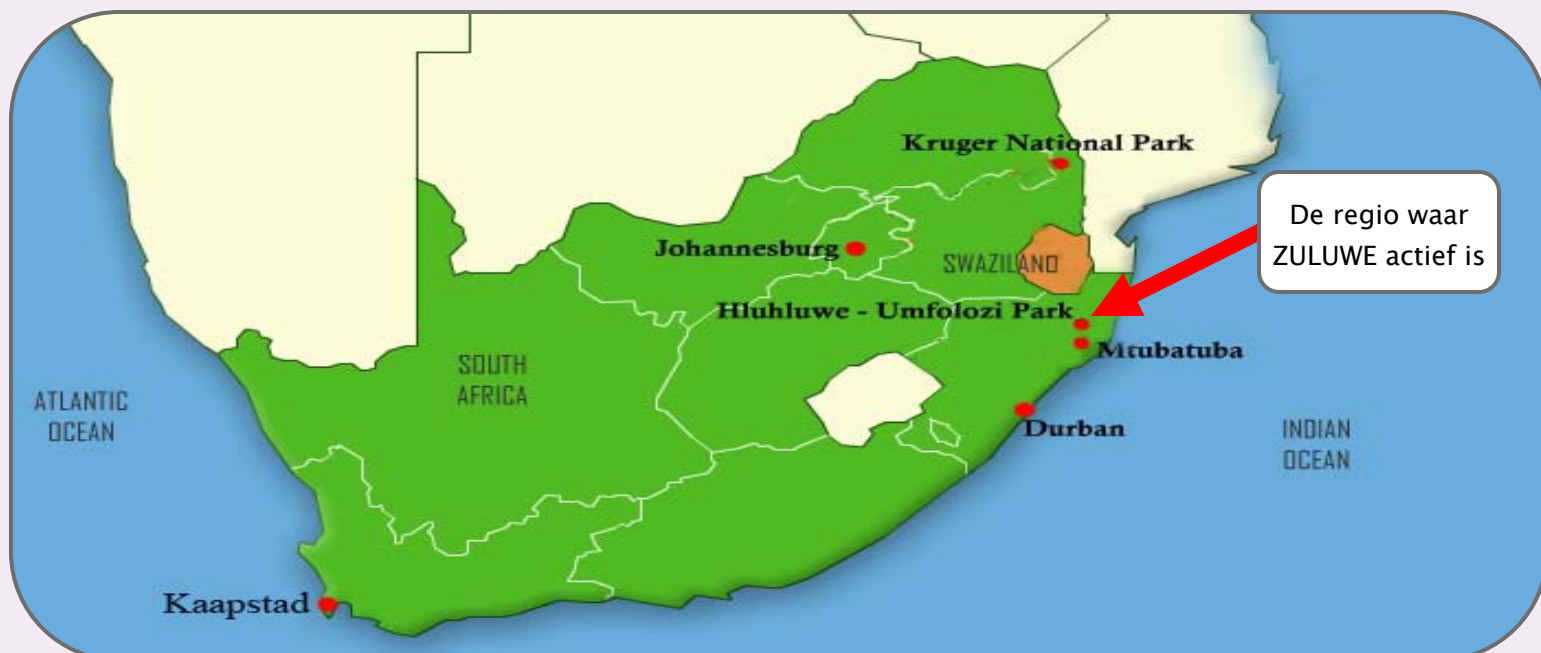 Kruger National Park
De regio waar
ZULUWE actief is
Johannesburg
SWAZILAND
Hluhluwe - Umfolozi Park
Mtubatuba
SOUTH
AFRICA
ATLANTIC
OCEAN
Durban
INDIAN
OCEAN
Kaapstad